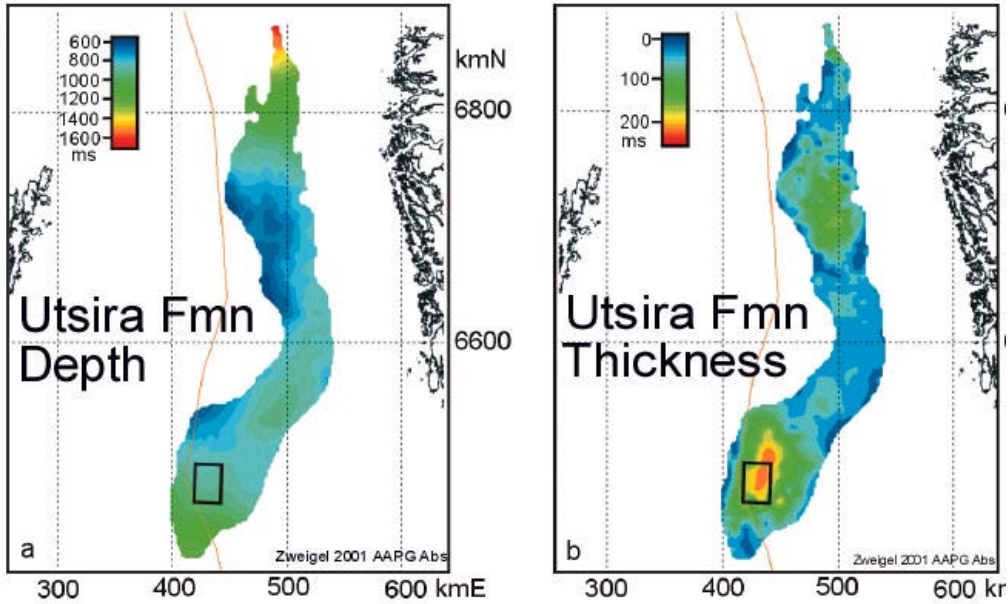 600
800
1000
1200
1400
1600
ms
kmN
6800
Utsira Fmn
Depth
6600
a
Zweigel 2001 AAPG Abs
300
400
500
600 kmE
0
100
200
ms
Utsira Fmn
Thickness
b
Zweigel 2001 AAPG Abs
300
400
500
600 km